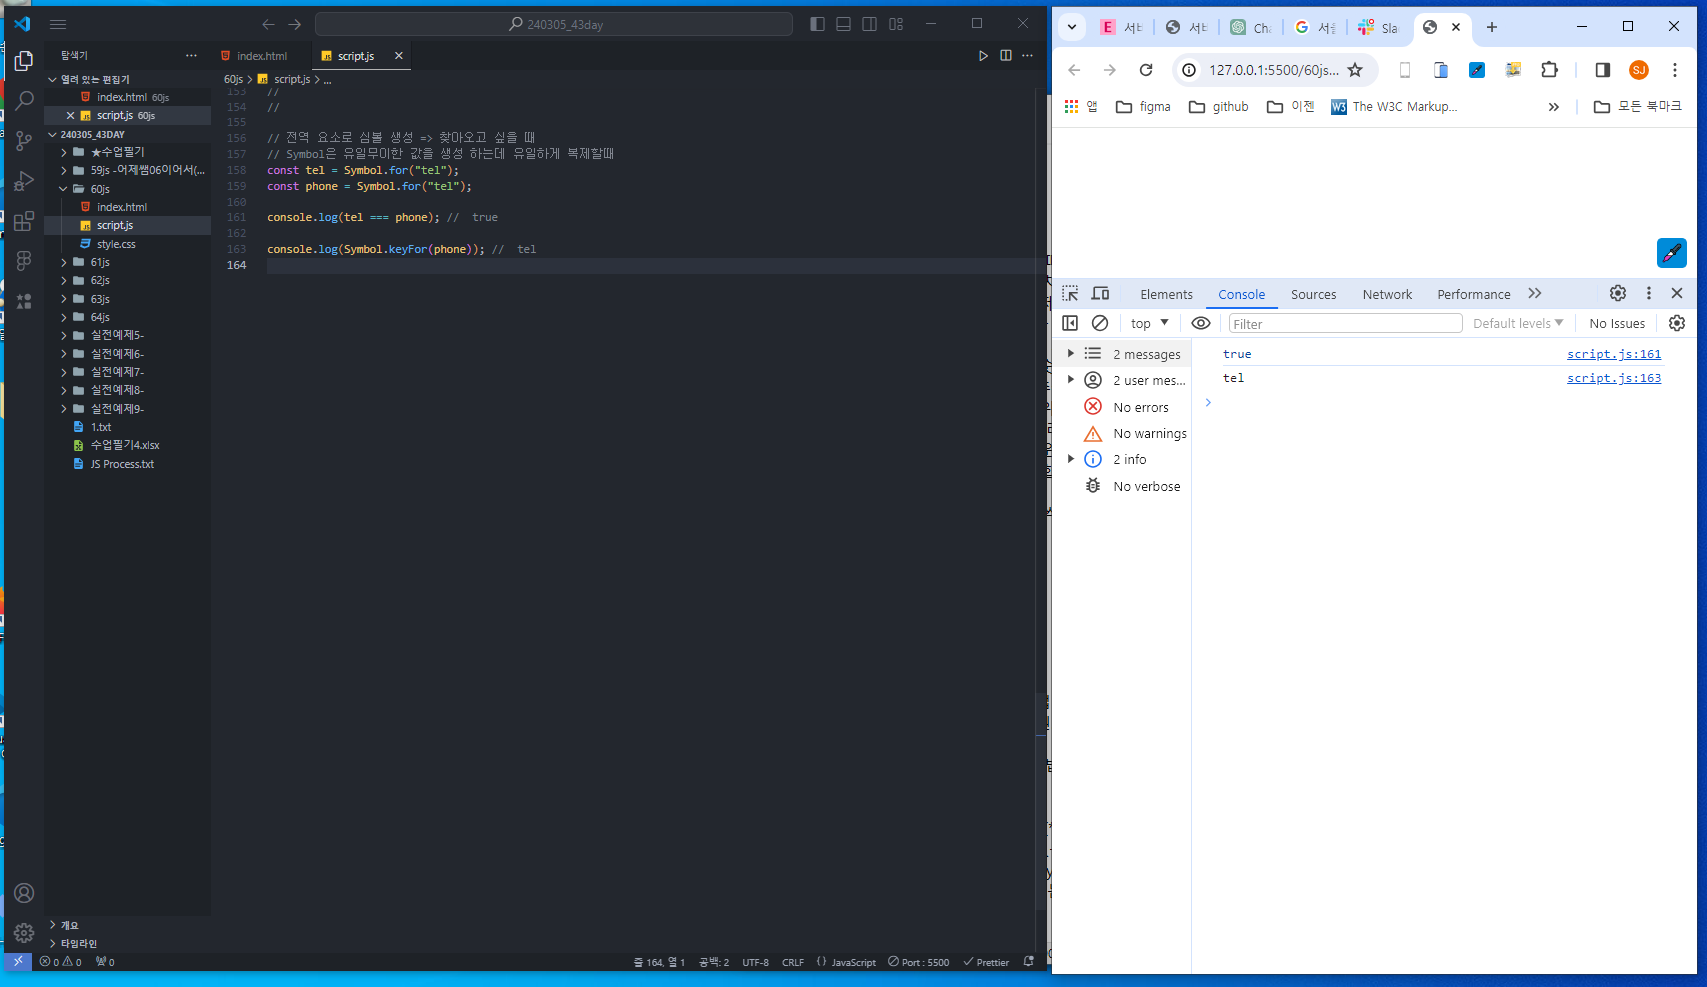 240305_43day
탐색기
index.html
script.js
열려 있는 편집기
index.html 60js
script.js 60js
240305_43DAY
★수업필기
59js -어제쌤06이어서(...
60js
index.html
script.js
style.css
61js
62js
63js
64js
실전예제5-
실전예제6-
실전예제7-
실전예제8-
실전예제9-
1.txt
수업필기4.xlsx
JS Process.txt
개요
타임라인
60js > script.js > ...
153 //
154 //
155
156 // 전역 요소로 심볼 생성 => 찾아오고 싶을 때
157 // Symbol은 유일무이한 값을 생성 하는데 유일하게 복제할때
158 const tel = Symbol.for("tel");
159 const phone = Symbol.for("tel");
160
161 console.log(tel === phone); //  true
162
163 console.log(Symbol.keyFor(phone)); //  tel
164
0 0 0
줄 164, 열 1 공백: 2 UTF-8 CRLF {} JavaScript Port : 5500 Prettier
E 서비 서비 Cha 서울 Sla
127.0.0.1:5500/60js...
SJ
앱 figma github 이젠 W3 The W3C Markup... » 모든 북마크
Elements Console Sources Network Performance
top Filter Default levels No Issues
2 messages
2 user mes...
No errors
No warnings
2 info
No verbose
true script.js:161
tel script.js:163